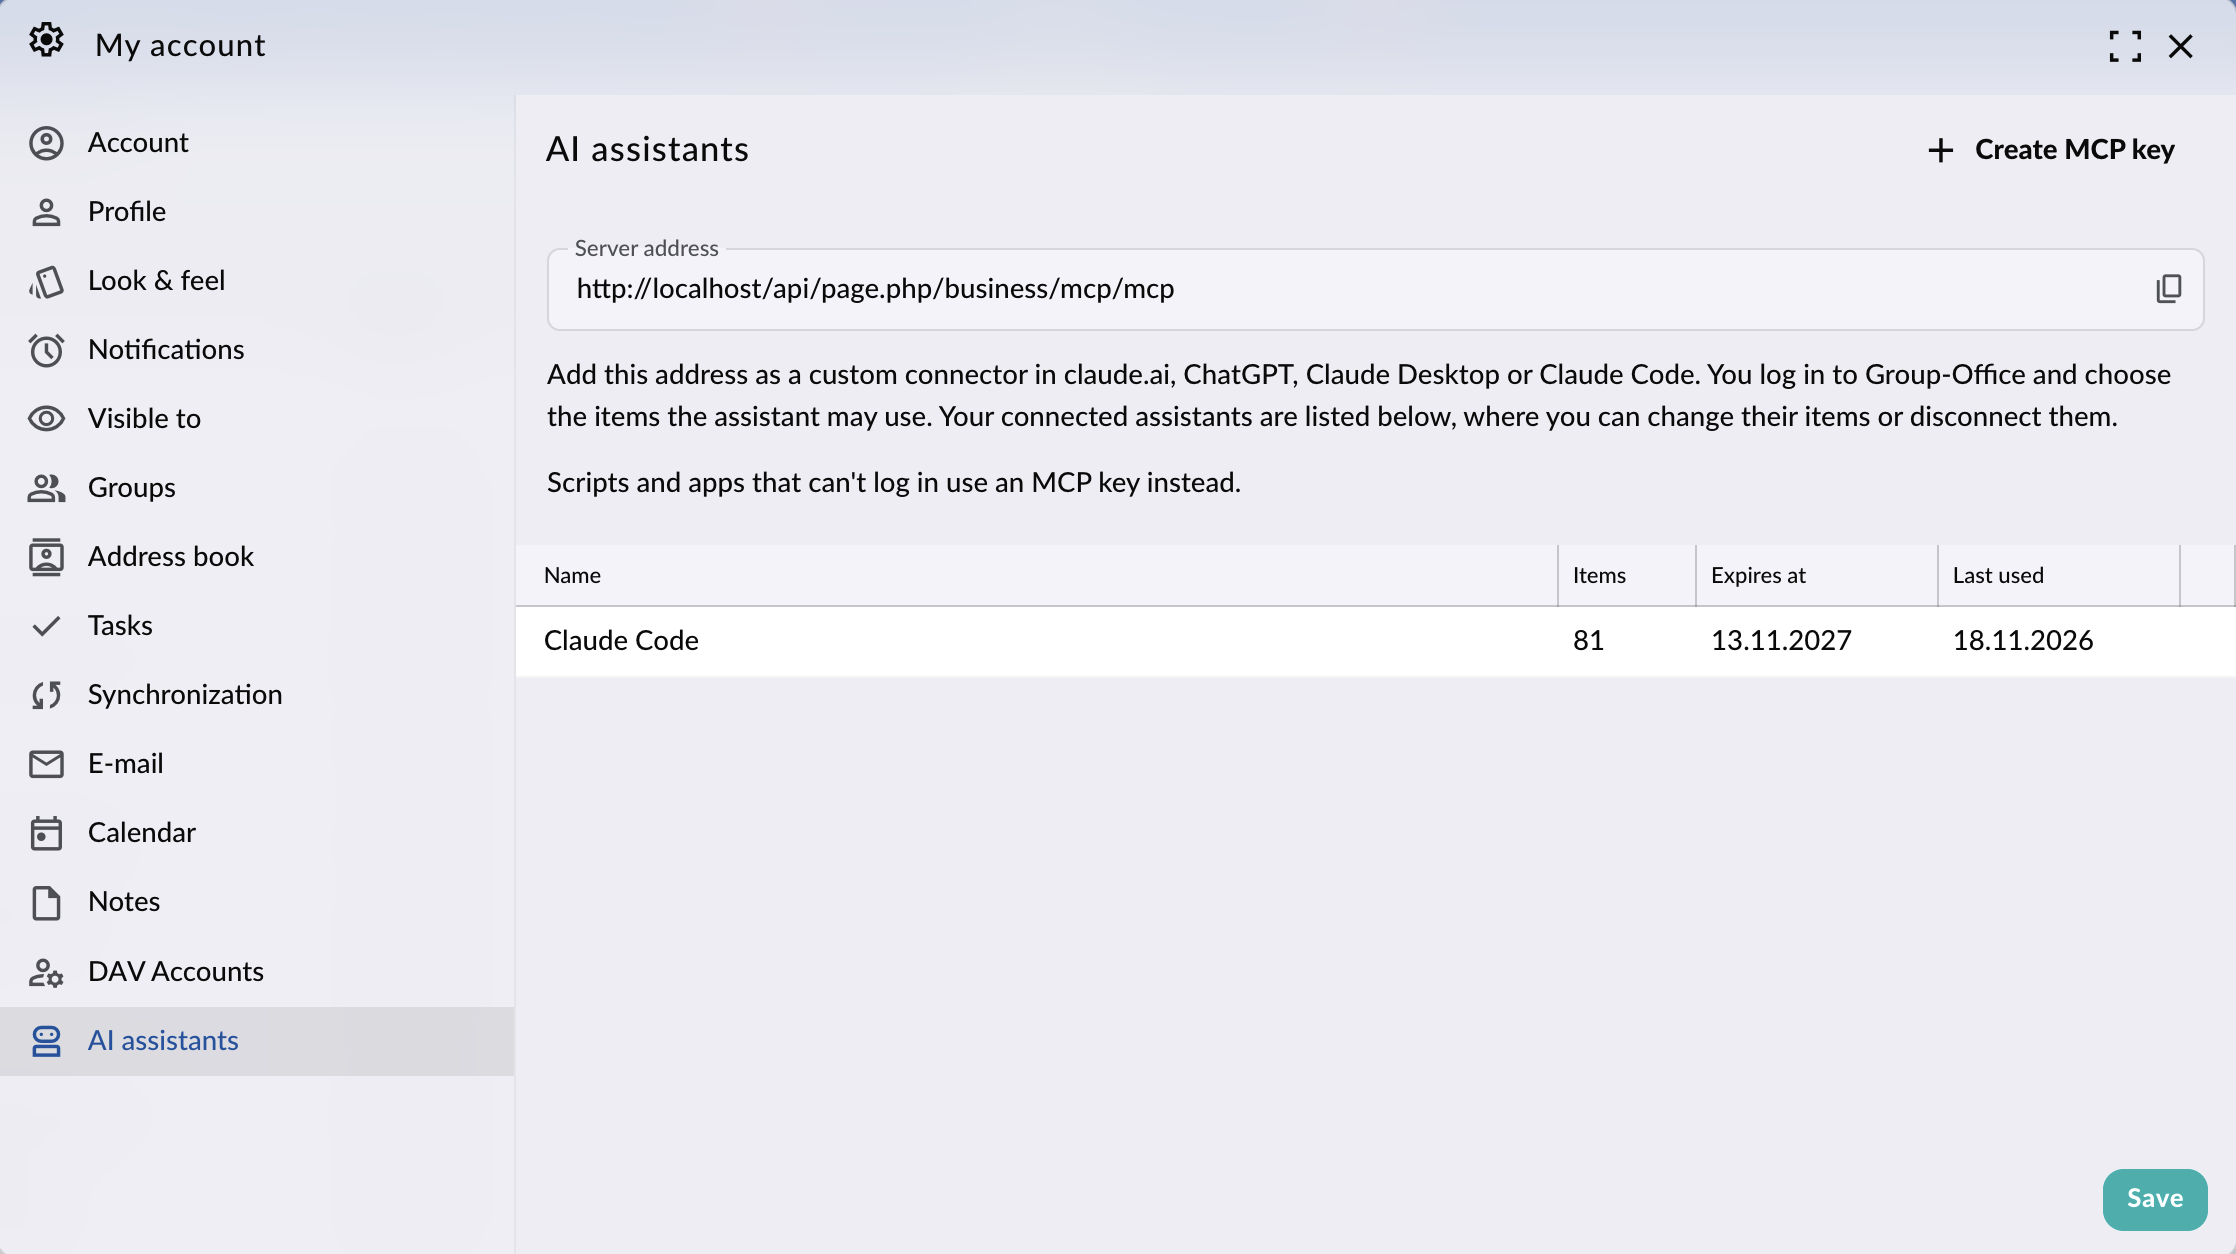 My account
Account
Profile
Look & feel
Notifications
Visible to
Groups
Address book
Tasks
Synchronization
E-mail
Calendar
Notes
DAV Accounts
AI assistants
AI assistants
Create MCP key
Server address
http://localhost/api/page.php/business/mcp/mcp
Add this address as a custom connector in claude.ai, ChatGPT, Claude Desktop or Claude Code. You log in to Group-Office and choose
the items the assistant may use. Your connected assistants are listed below, where you can change their items or disconnect them.
Scripts and apps that can't log in use an MCP key instead.
Name Items Expires at Last used
Claude Code 81 13.11.2027 18.11.2026
Save